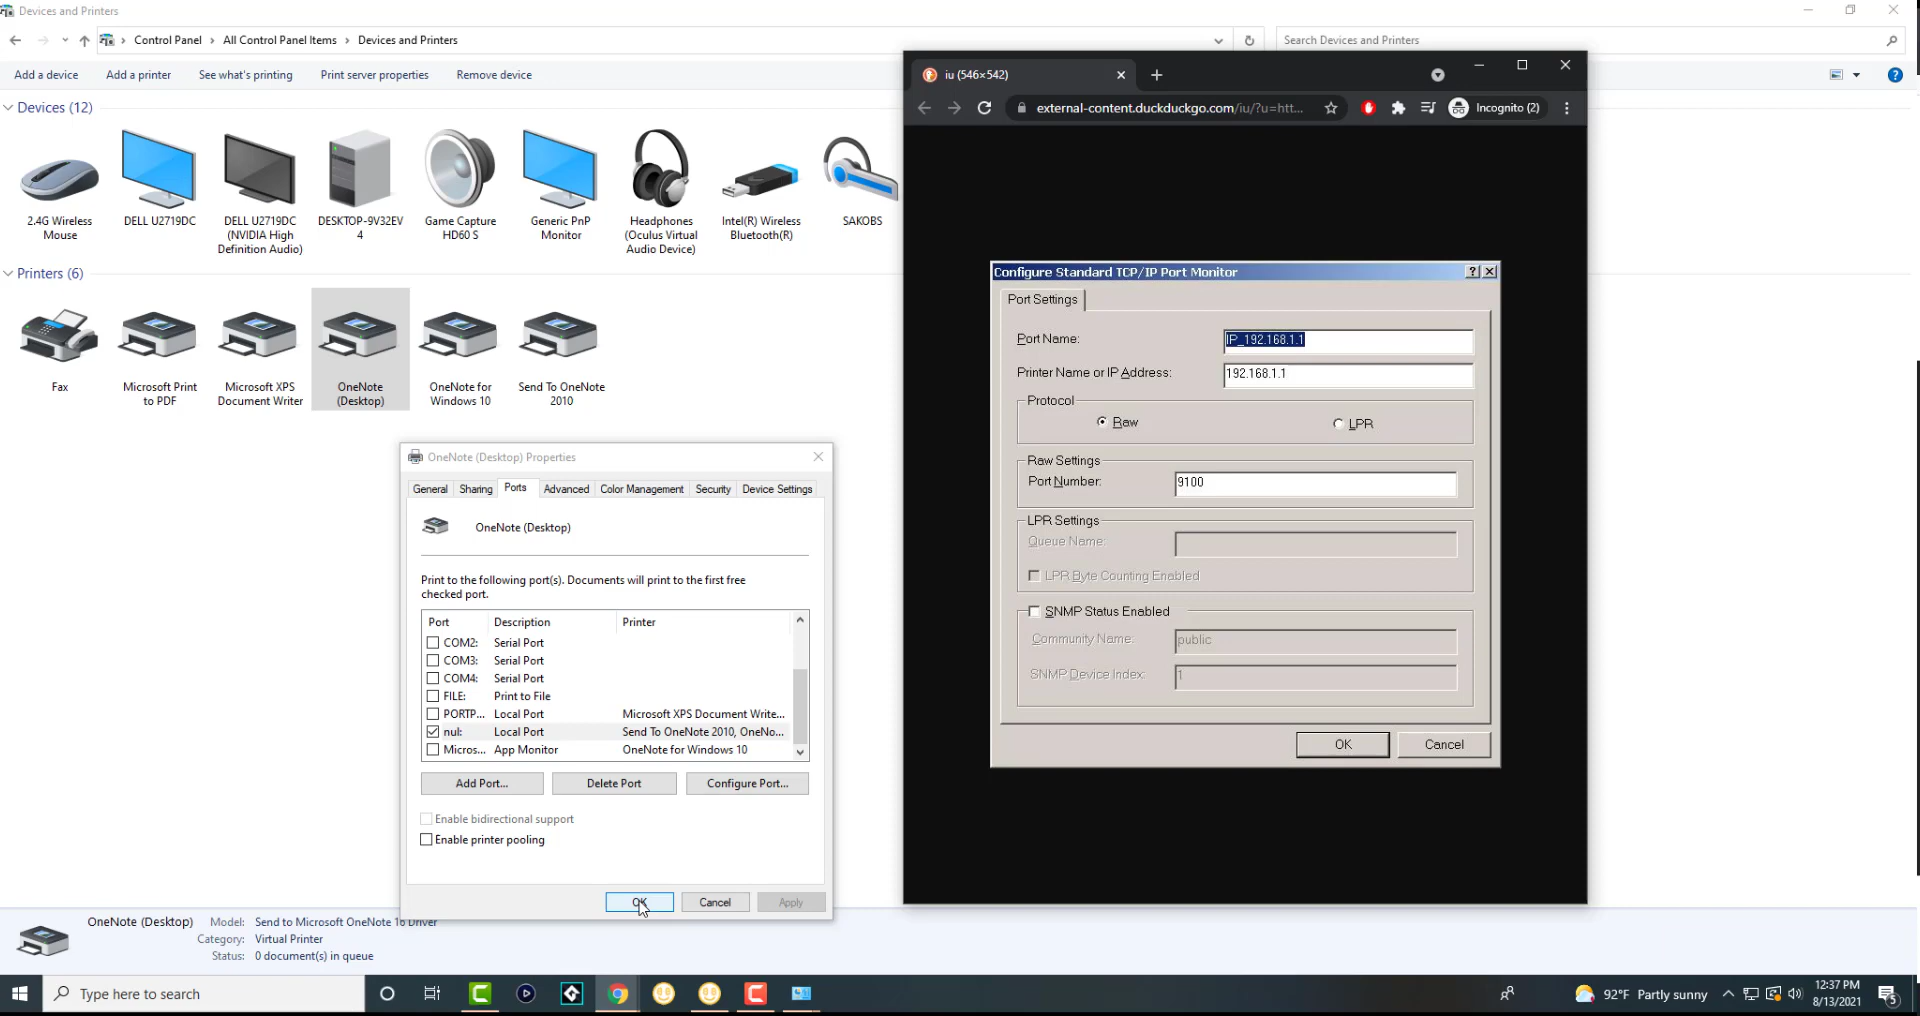 Devices and Printers
Control Panel
All Control Panel Items
Devices and Printers
Search Devices and Printers
Add a device
Add a printer
See what's printing
Print server properties
Remove device
Devices (12)
2.4G Wireless
Mouse
DELL U2719DC
DELL U2719DC
(NVIDIA High
Definition Audio)
DESKTOP-9V32EV
4
Game Capture
HD60 S
Generic PnP
Monitor
Headphones
(Oculus Virtual
Audio Device)
Intel(R) Wireless
Bluetooth(R)
SAKOBS
Printers (6)
Fax
Microsoft Print
to PDF
Microsoft XPS
Document Writer
OneNote
(Desktop)
OneNote for
Windows 10
Send To OneNote
2010
OneNote (Desktop) Properties
General
Sharing
Ports
Advanced
Color Management
Security
Device Settings
OneNote (Desktop)
Print to the following port(s). Documents will print to the first free
checked port.
Port Description Printer
COM2: Serial Port
COM3: Serial Port
COM4: Serial Port
FILE: Print to File
PORTP... Local Port Microsoft XPS Document Write...
nul: Local Port Send To OneNote 2010, OneNo...
Micros... App Monitor OneNote for Windows 10
Add Port...
Delete Port
Configure Port...
Enable bidirectional support
Enable printer pooling
OK
Cancel
Apply
iu (546×542)
external-content.duckduckgo.com/iu/?u=htt...
Incognito (2)
Configure Standard TCP/IP Port Monitor
Port Settings
Port Name:
IP_192.168.1.1
Printer Name or IP Address:
192.168.1.1
Protocol
Raw
LPR
Raw Settings
Port Number:
9100
LPR Settings
Queue Name:
LPR Byte Counting Enabled
SNMP Status Enabled
Community Name:
public
SNMP Device Index:
1
OK
Cancel
OneNote (Desktop)
Model: Send to Microsoft OneNote 16 Driver
Category: Virtual Printer
Status: 0 document(s) in queue
Type here to search
92°F Partly sunny
12:37 PM
8/13/2021
5